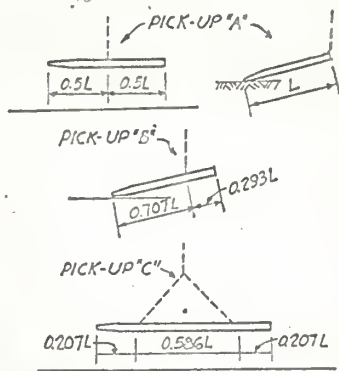 PICK-UP "A"
0.5L 0.5L
L
PICK-UP "B"
0.707L 0.293L
PICK-UP "C"
0.207L 0.586L 0.207L